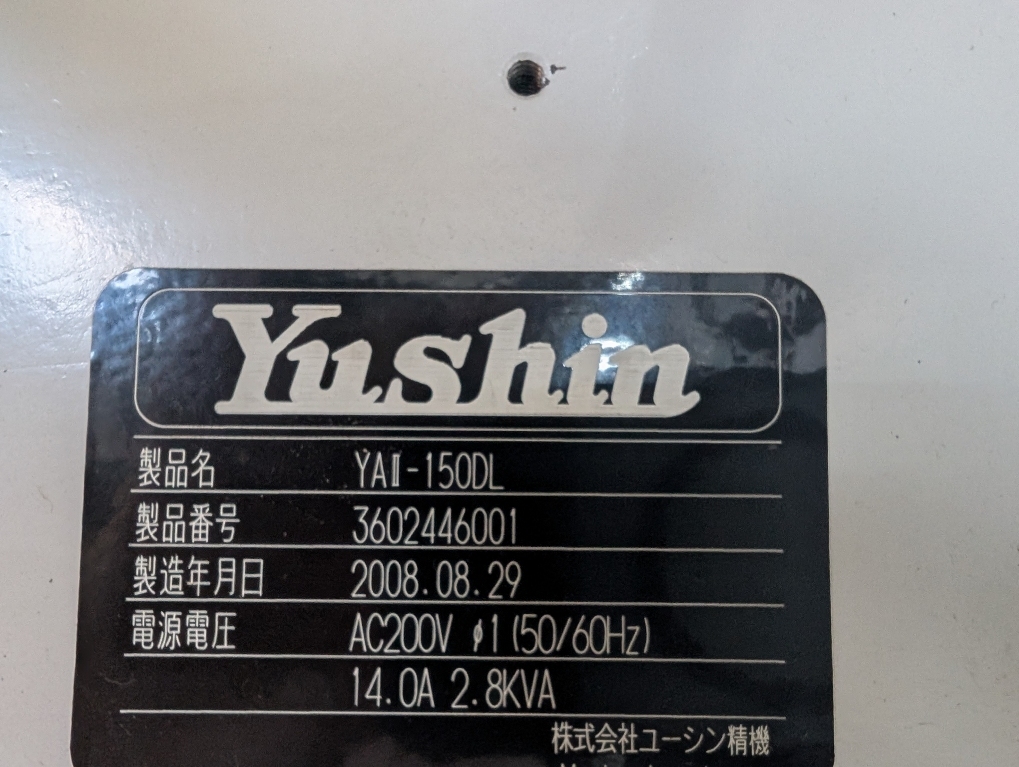 Yushin
製品名 YAⅡ-150DL
製品番号 3602446001
製造年月日 2008.08.29
電源電圧 AC200V φ1(50/60Hz)
14.0A 2.8KVA
株式会社ユーシン精機